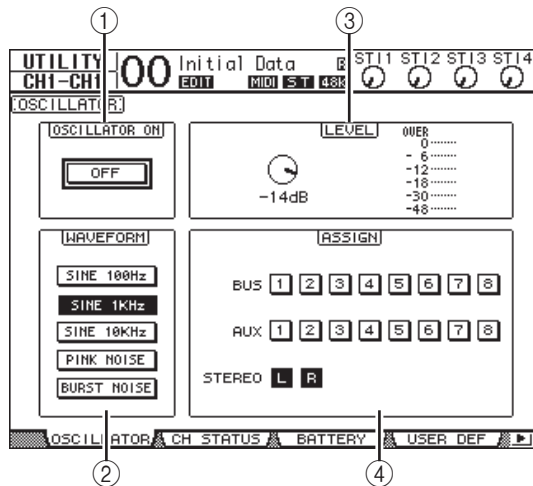 ① ③
UTILITY 00 Initial Data R STI1 STI2 STI3 STI4
CH1-CH1 EDIT MIDI ST 48K
OSCILLATOR
OSCILLATOR ON
OFF
LEVEL
-14dB
OVER
0
- 6
-12
-18
-30
-48
WAVEFORM
SINE 100Hz
SINE 1KHz
SINE 10KHz
PINK NOISE
BURST NOISE
ASSIGN
BUS 1 2 3 4 5 6 7 8
AUX 1 2 3 4 5 6 7 8
STEREO L R
OSCILLATOR CH STATUS BATTERY USER DEF
② ④